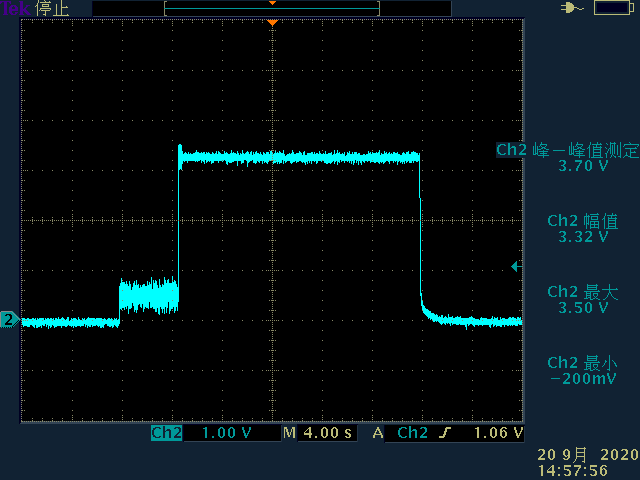 Tek 停止
Ch2 峰－峰值测定
3.70 V
Ch2 幅值
3.32 V
Ch2 最大
3.50 V
2
Ch2 最小
−200mV
Ch2 1.00 V M 4.00 s A Ch2 1.06 V
20 9月 2020
14:57:56